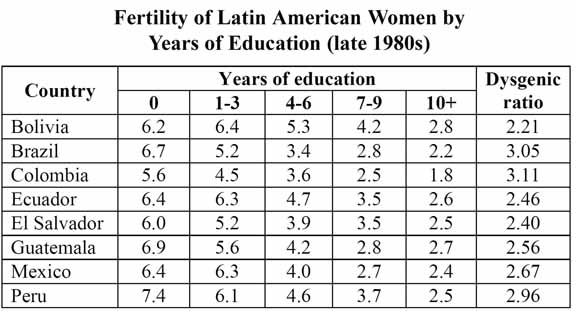 Fertility of Latin American Women by
Years of Education (late 1980s)
Country Years of education Dysgenic ratio
0 1-3 4-6 7-9 10+
Bolivia 6.2 6.4 5.3 4.2 2.8 2.21
Brazil 6.7 5.2 3.4 2.8 2.2 3.05
Colombia 5.6 4.5 3.6 2.5 1.8 3.11
Ecuador 6.4 6.3 4.7 3.5 2.6 2.46
El Salvador 6.0 5.2 3.9 3.5 2.5 2.40
Guatemala 6.9 5.6 4.2 2.8 2.7 2.56
Mexico 6.4 6.3 4.0 2.7 2.4 2.67
Peru 7.4 6.1 4.6 3.7 2.5 2.96